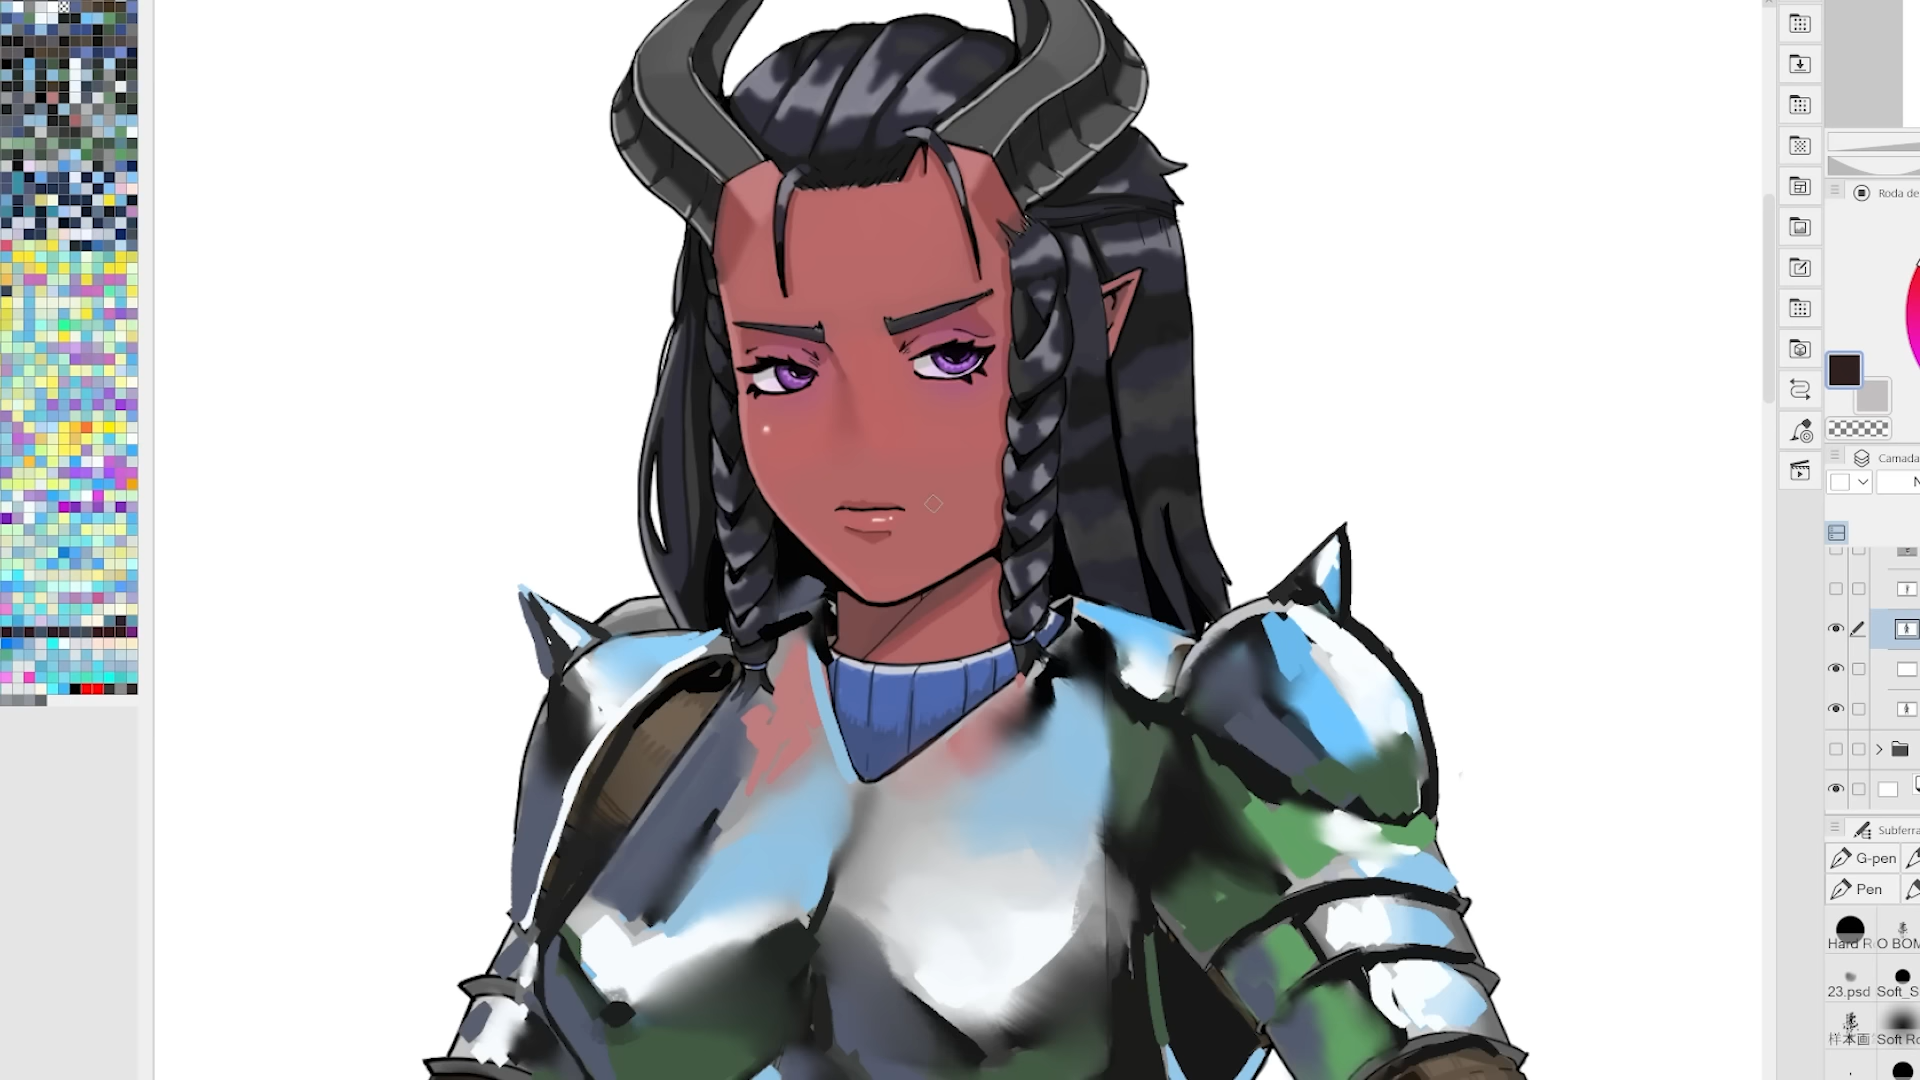 Roda de
Camada
N
Subferra
G-pen
Pen
Hard R
O BOM
23.psd
Soft_S
样本画
Soft Ro